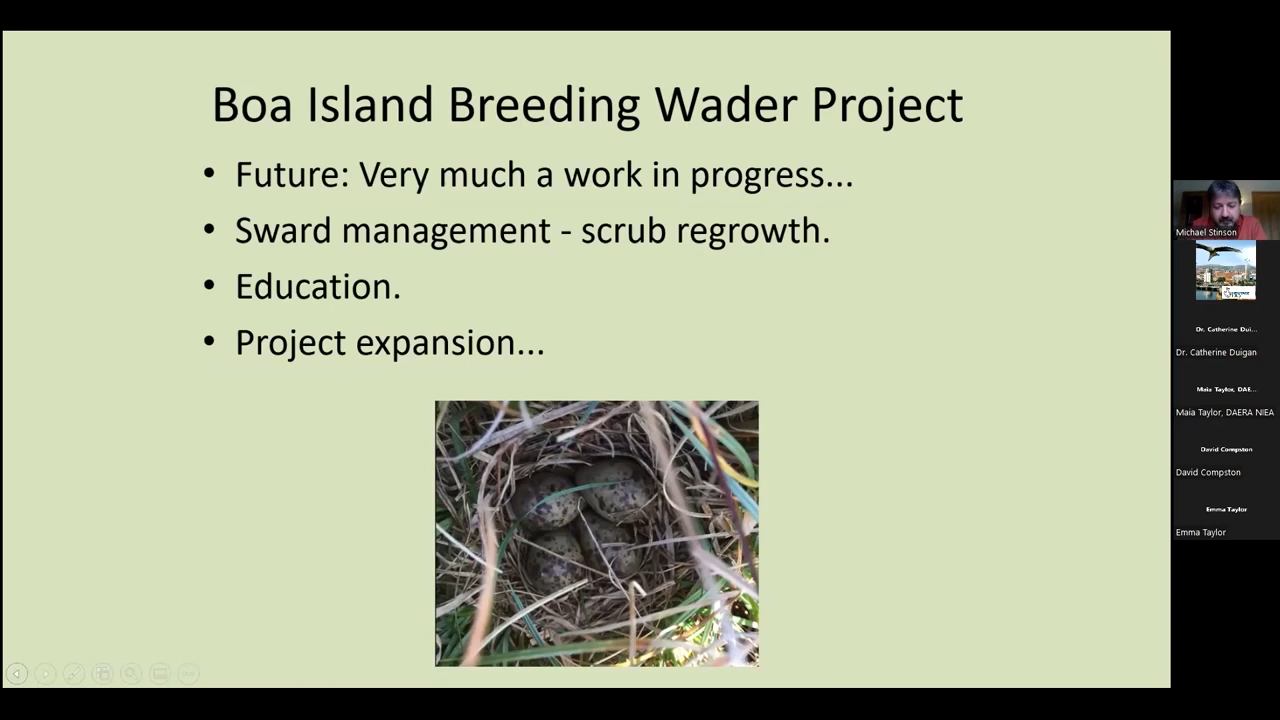 Boa Island Breeding Wader Project
• Future: Very much a work in progress...
• Sward management - scrub regrowth.
• Education.
• Project expansion...
Michael Stinson
Dr. Catherine Dui...
Dr. Catherine Duigan
Maia Taylor, DAE...
Maia Taylor, DAERA NIEA
David Compston
David Compston
Emma Taylor
Emma Taylor